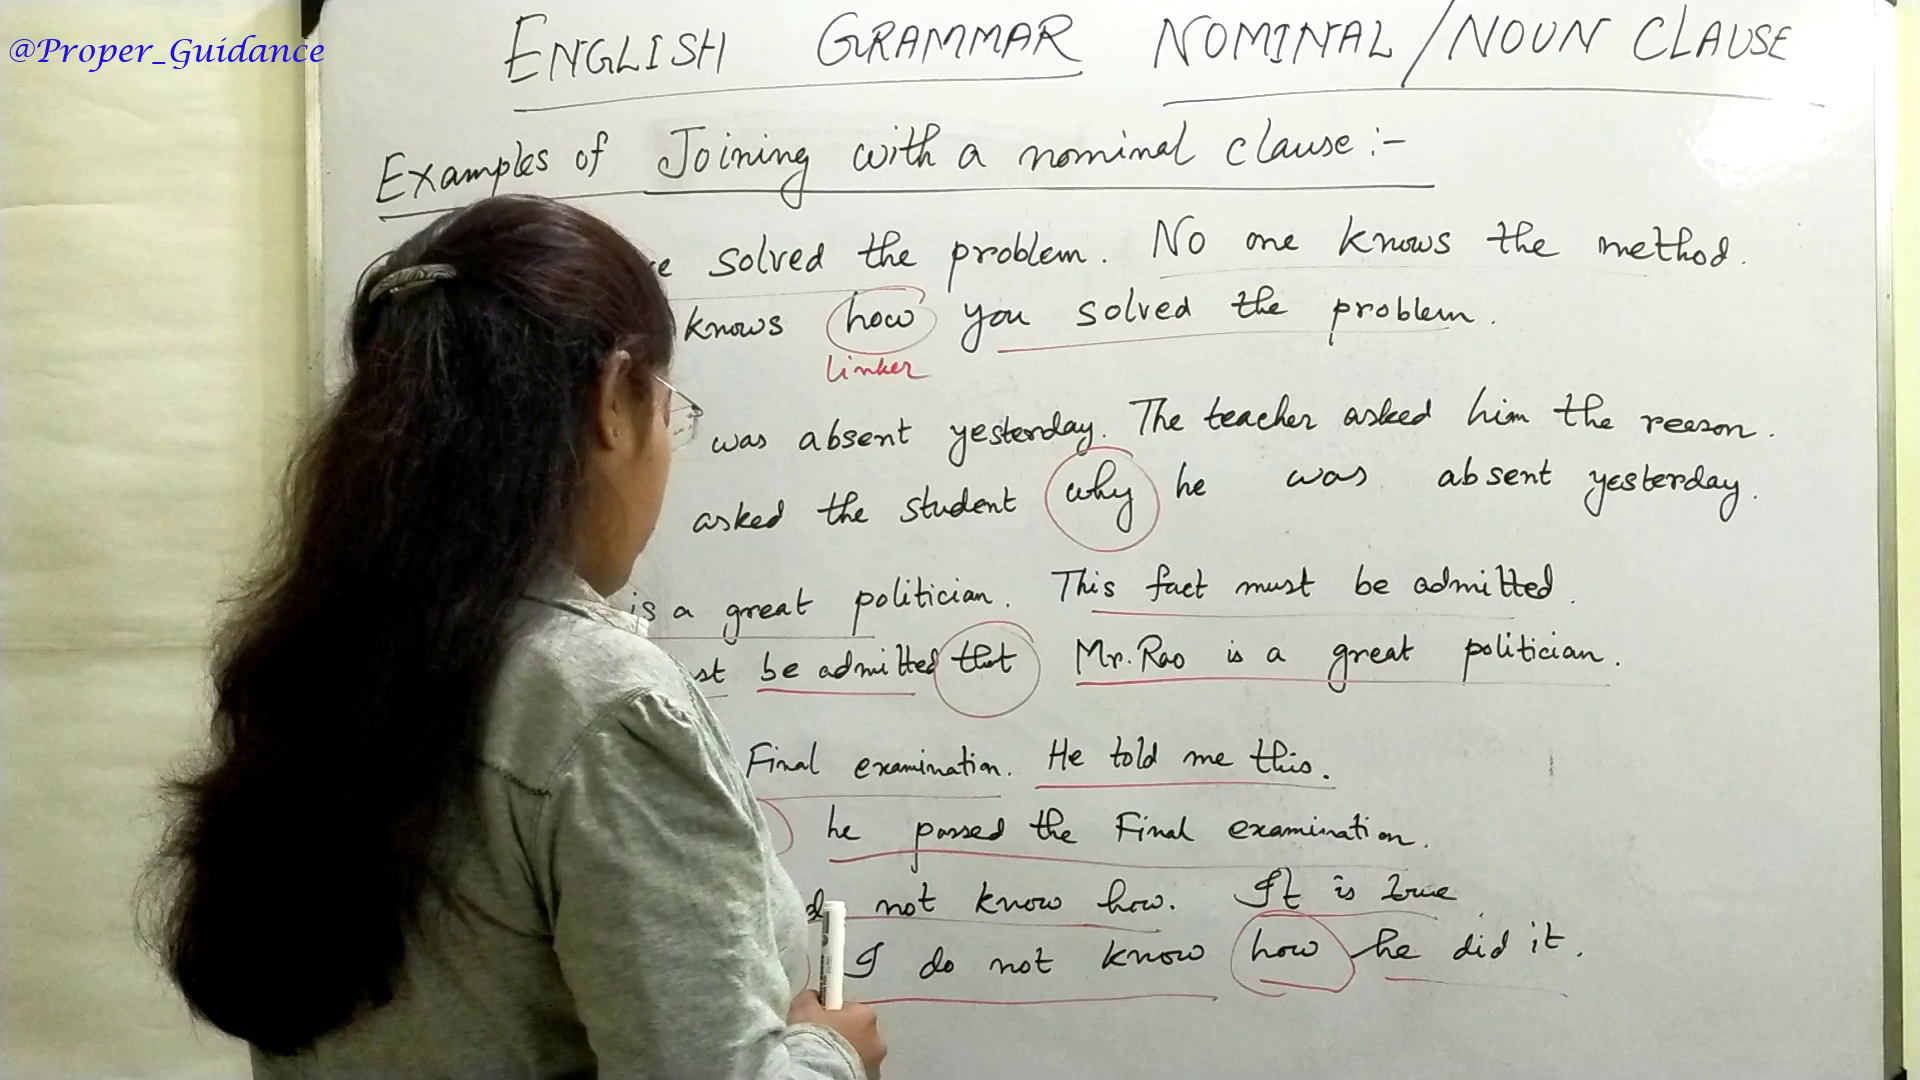 @Proper_Guidance
ENGLISH GRAMMAR NOMINAL/NOUN CLAUSE
Examples of Joining with a nominal clause:-
solved the problem. No one knows the method.
knows how you solved the problem.
linker
was absent yesterday. The teacher asked him the reason.
asked the student why he was absent yesterday.
is a great politician. This fact must be admitted.
be admitted that Mr. Rao is a great politician.
Final examination. He told me this.
he passed the Final examination.
not know how. It is true
I do not know how he did it.